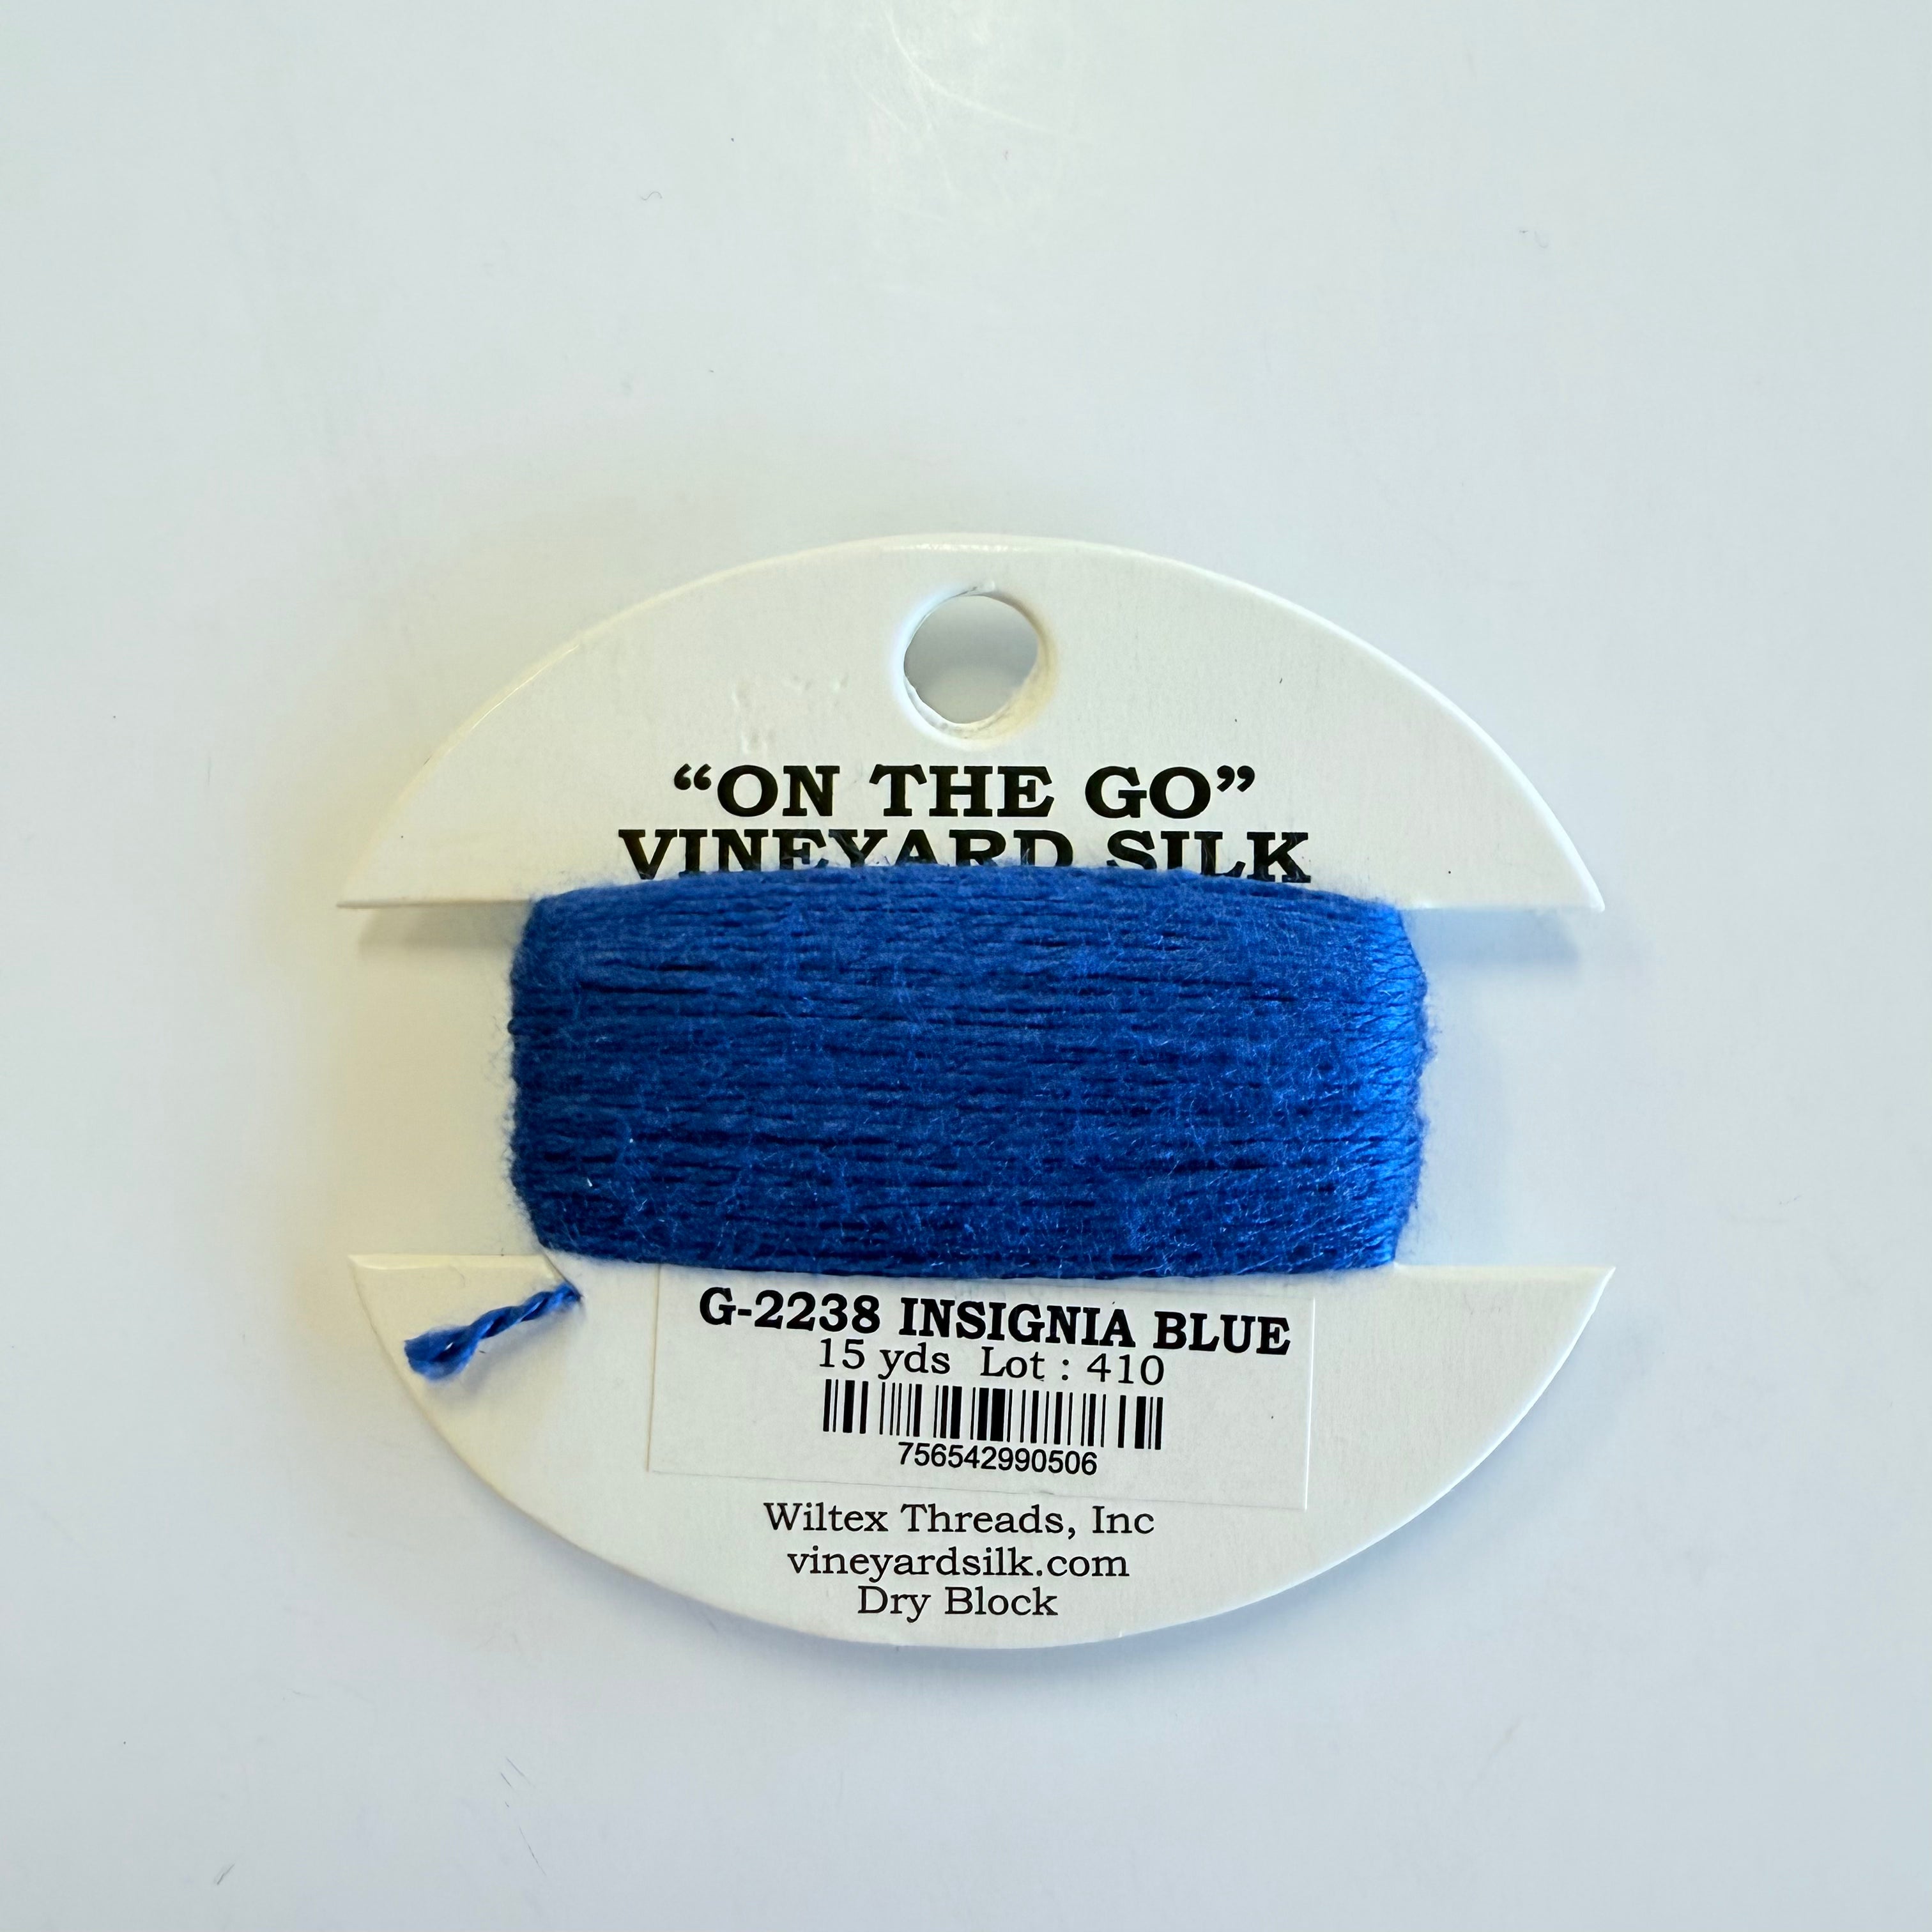 “ON THE GO”
VINEYARD SILK
G-2238 INSIGNIA BLUE
15 yds Lot : 410
756542990506
Wiltex Threads, Inc
vineyardsilk.com
Dry Block